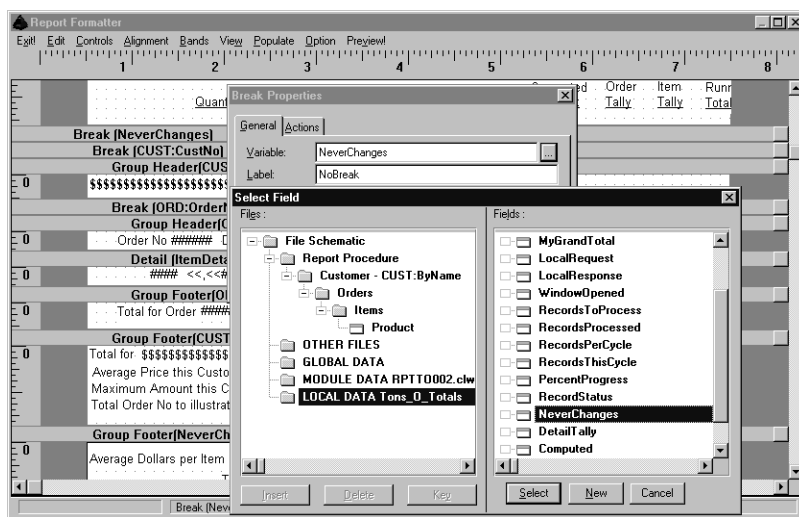 Report Formatter
Exit! Edit Controls Alignment Bands View Populate Option Preview!
1 2 3 4 5 6 7 8
Order Item
Tally Tally Total
Break Properties
General Actions
Variable: NeverChanges ...
Label: NoBreak
Break (NeverChanges)
Break (CUST:CustNo)
Group Header(CUS
0 $$$$$$$$$$$$$$$$$$$$
Break (ORD:OrderN
Group Header(O
0 Order No ######
Detail (ItemDeta
0 #### <<,<<#
Group Footer(O
0 Total for Order ####
Group Footer(CUST
0 Total for $$$$$$$$$$$$$
Average Price this Custo
Maximum Amount this C
Total Order No to illustrat
Group Footer(NeverCh
0 Average Dollars per Item
Break (Nev
Select Field
Files :
File Schematic
Report Procedure
Customer - CUST:ByName
Orders
Items
Product
OTHER FILES
GLOBAL DATA
MODULE DATA RPTTO002.clw
LOCAL DATA Tons_O_Totals
Insert Delete Key
Fields :
MyGrandTotal
LocalRequest
LocalResponse
WindowOpened
RecordsToProcess
RecordsProcessed
RecordsPerCycle
RecordsThisCycle
PercentProgress
RecordStatus
NeverChanges
DetailTally
Computed
Select New Cancel